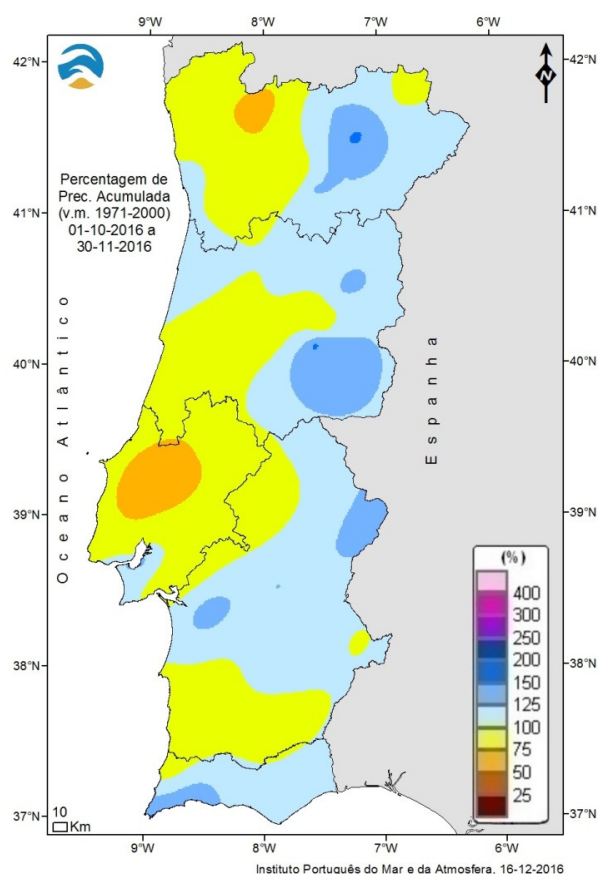 9°W 8°W 7°W 6°W
42°N 42°N
N
Percentagem de
Prec. Acumulada
(v.m. 1971-2000)
01-10-2016 a
30-11-2016
41°N 41°N
Oceano Atlântico
Espanha
40°N 40°N
39°N 39°N
(%)
400
300
250
200
150
125
100
75
50
25
38°N 38°N
37°N 37°N
10
Km
9°W 8°W 7°W 6°W
Instituto Português do Mar e da Atmosfera, 16-12-2016